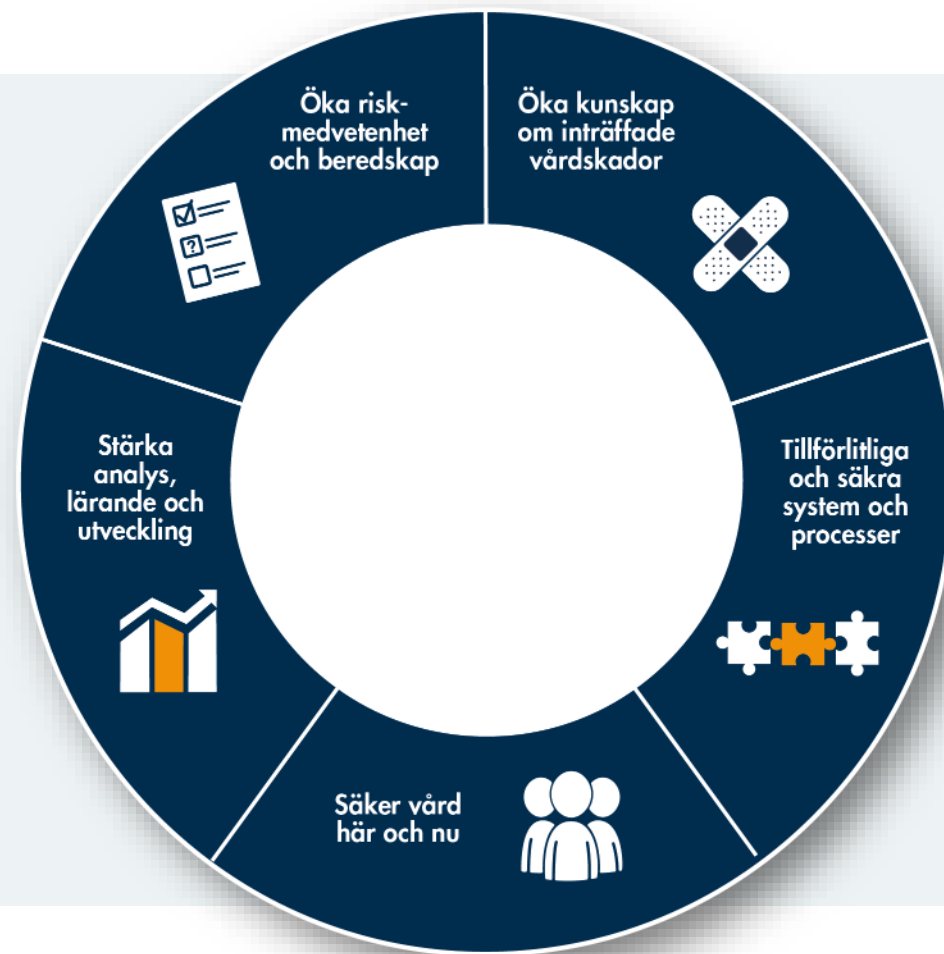 Öka risk-
medvetenhet
och beredskap
Öka kunskap
om inträffade
vårdskador
Tillförlitliga
och säkra
system och
processer
Säker vård
här och nu
Stärka
analys,
lärande och
utveckling
?